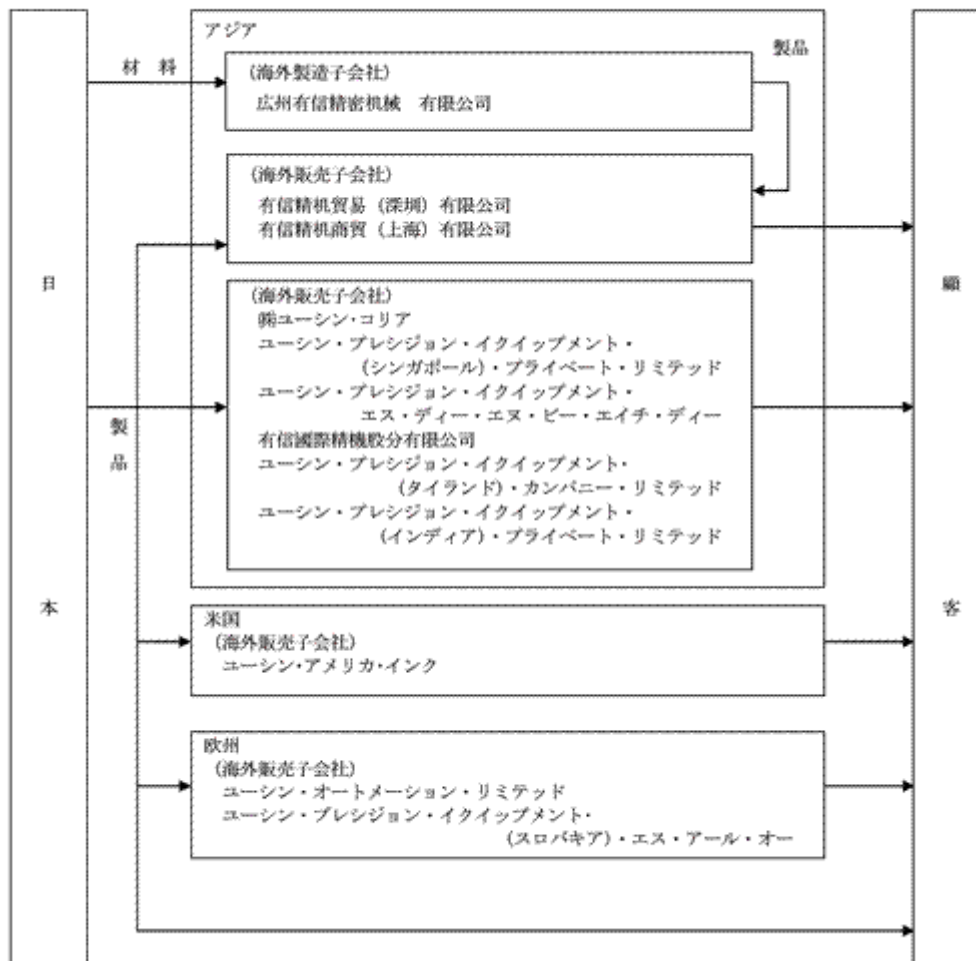 アジア
製品
材 料
(海外製造子会社)
広州有信精密机械 有限公司
(海外販売子会社)
有信精机貿易(深圳)有限公司
有信精机商貿(上海)有限公司
日
顧
(海外販売子会社)
㈱ユーシン・コリア
ユーシン・プレシジョン・イクイップメント・
(シンガポール)・プライベート・リミテッド
ユーシン・プレシジョン・イクイップメント・
エス・ディー・エヌ・ビー・エイチ・ディー
有信國際精機股分有限公司
ユーシン・プレシジョン・イクイップメント・
(タイランド)・カンパニー・リミテッド
ユーシン・プレシジョン・イクイップメント・
(インディア)・プライベート・リミテッド
製
品
本
客
米国
(海外販売子会社)
ユーシン・アメリカ・インク
欧州
(海外販売子会社)
ユーシン・オートメーション・リミテッド
ユーシン・プレシジョン・イクイップメント・
(スロバキア)・エス・アール・オー